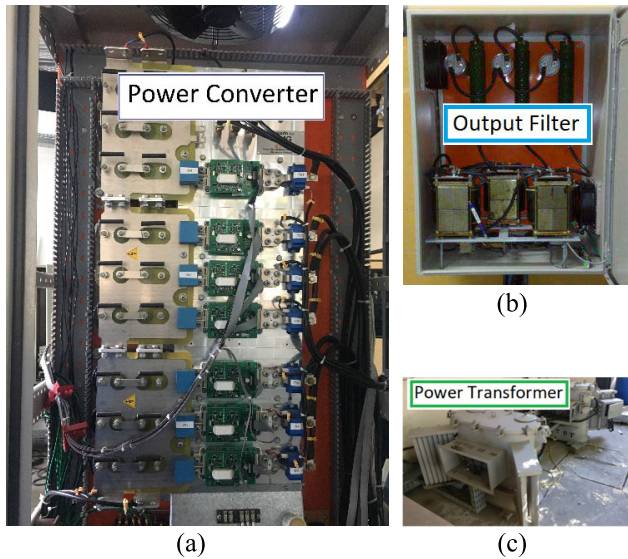 Power Converter
Output Filter
(b)
Power Transformer
(a)
(c)